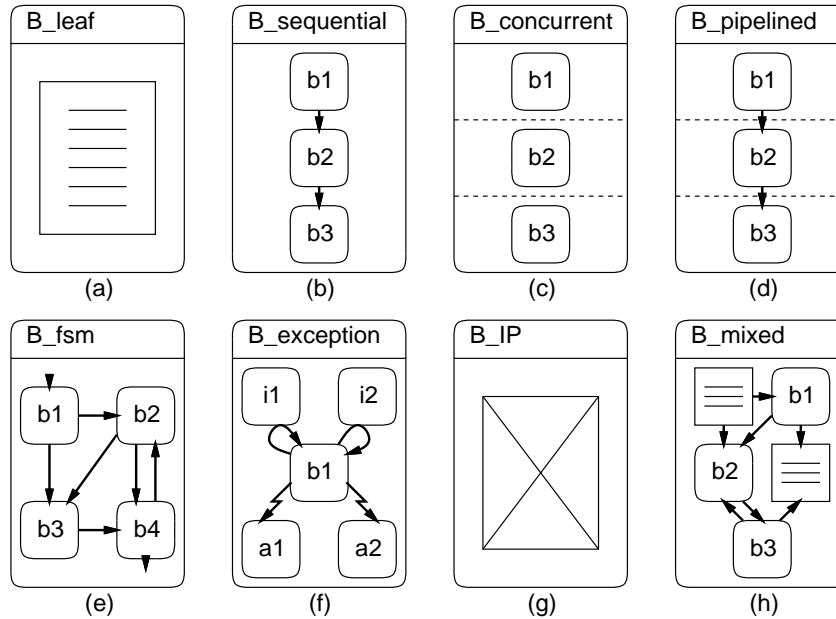 B_leaf
B_sequential
B_concurrent
B_pipelined
b1
b1
b1
b2
b2
b2
b3
b3
b3
(a)
(b)
(c)
(d)
B_fsm
B_exception
B_IP
B_mixed
b1
b2
i1
i2
b1
b1
b2
b3
b4
a1
a2
b3
(e)
(f)
(g)
(h)